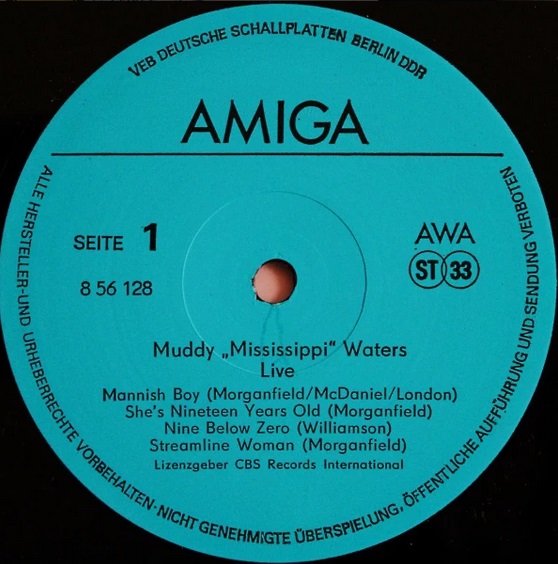 VEB DEUTSCHE SCHALLPLATTEN BERLIN DDR
AMIGA
SEITE 1
8 56 128
AWA
ST 33
Muddy „Mississippi“ Waters
Live
Mannish Boy (Morganfield/McDaniel/London)
She's Nineteen Years Old (Morganfield)
Nine Below Zero (Williamson)
Streamline Woman (Morganfield)
Lizenzgeber CBS Records International
ALLE HERSTELLER-UND URHEBERRECHTE VORBEHALTEN·NICHT GENEHMIGTE ÜBERSPIELUNG, ÖFFENTLICHE AUFFÜHRUNG UND SENDUNG VERBOTEN